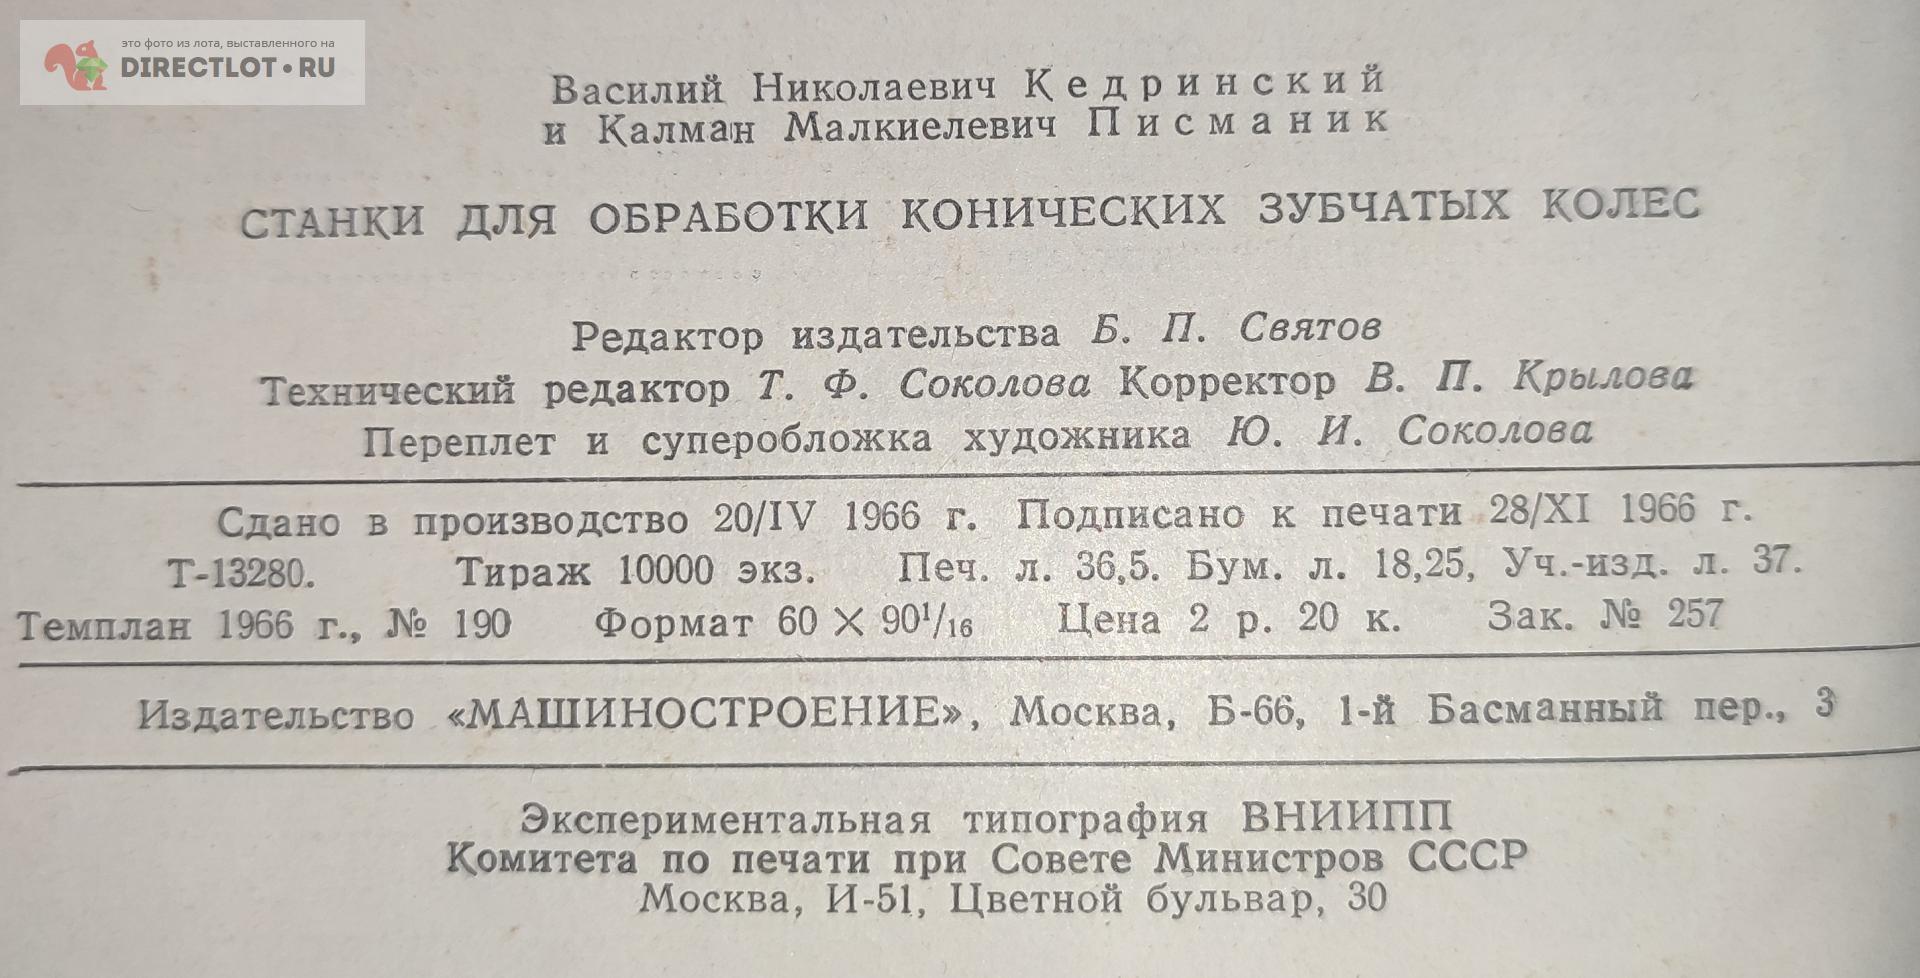 это фото из лота, выставленного на
DIRECTLOT•RU
Василий Николаевич Кедринский
и Калман Малкиелевич Писманик
СТАНКИ ДЛЯ ОБРАБОТКИ КОНИЧЕСКИХ ЗУБЧАТЫХ КОЛЕС
Редактор издательства Б. П. Святов
Технический редактор Т. Ф. Соколова Корректор В. П. Крылова
Переплет и суперобложка художника Ю. И. Соколова
Сдано в производство 20/IV 1966 г. Подписано к печати 28/XI 1966 г.
Т-13280. Тираж 10000 экз. Печ. л. 36,5. Бум. л. 18,25, Уч.-изд. л. 37.
Темплан 1966 г., № 190 Формат 60 × 90¹/₁₆ Цена 2 р. 20 к. Зак. № 257
Издательство «МАШИНОСТРОЕНИЕ», Москва, Б-66, 1-й Басманный пер., 3
Экспериментальная типография ВНИИПП
Комитета по печати при Совете Министров СССР
Москва, И-51, Цветной бульвар, 30